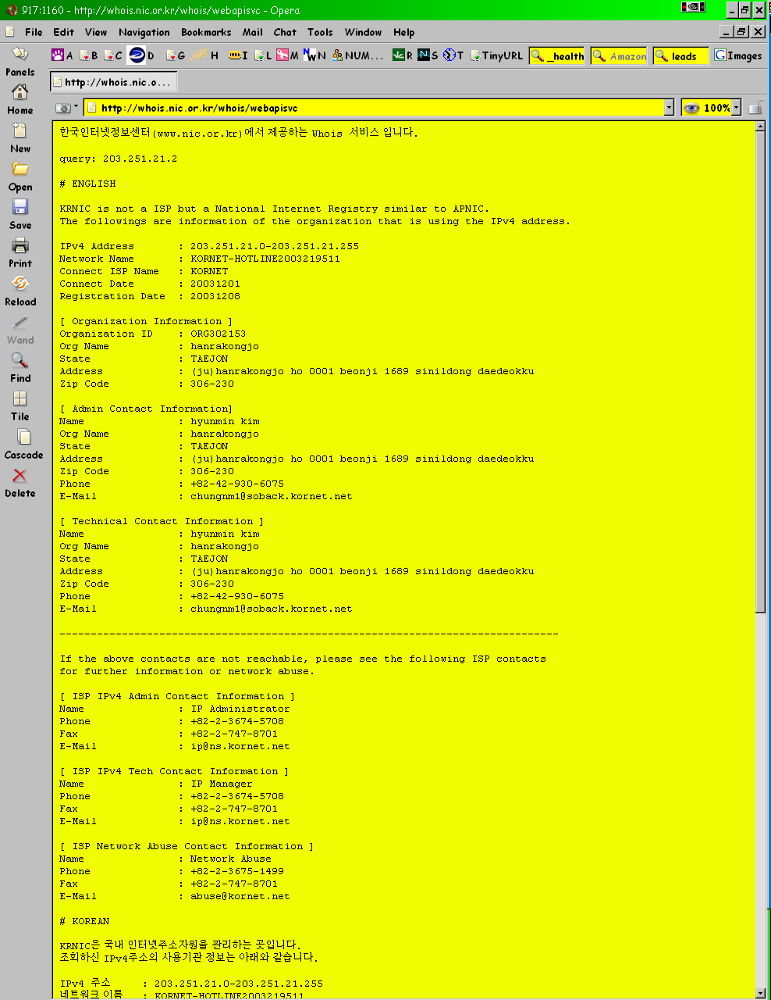 917:1160 - http://whois.nic.or.kr/whois/webapisvc - Opera
File Edit View Navigation Bookmarks Mail Chat Tools Window Help
A B C D G H I L M N NUM... R S T TinyURL _health Amazon leads Images
Panels
http://whois.nic.o...
Home
http://whois.nic.or.kr/whois/webapisvc 100%
New
Open
Save
Print
Reload
Wand
Find
Tile
Cascade
Delete
한국인터넷정보센터(www.nic.or.kr)에서 제공하는 Whois 서비스 입니다.
query: 203.251.21.2
# ENGLISH
KRNIC is not a ISP but a National Internet Registry similar to APNIC.
The followings are information of the organization that is using the IPv4 address.
IPv4 Address : 203.251.21.0-203.251.21.255
Network Name : KORNET-HOTLINE2003219511
Connect ISP Name : KORNET
Connect Date : 20031201
Registration Date : 20031208
[ Organization Information ]
Organization ID : ORG302153
Org Name : hanrakongjo
State : TAEJON
Address : (ju)hanrakongjo ho 0001 beonji 1689 sinildong daedeokku
Zip Code : 306-230
[ Admin Contact Information]
Name : hyunmin kim
Org Name : hanrakongjo
State : TAEJON
Address : (ju)hanrakongjo ho 0001 beonji 1689 sinildong daedeokku
Zip Code : 306-230
Phone : +82-42-930-6075
E-Mail : chungnm1@soback.kornet.net
[ Technical Contact Information ]
Name : hyunmin kim
Org Name : hanrakongjo
State : TAEJON
Address : (ju)hanrakongjo ho 0001 beonji 1689 sinildong daedeokku
Zip Code : 306-230
Phone : +82-42-930-6075
E-Mail : chungnm1@soback.kornet.net
--------------------------------------------------------------------------------
If the above contacts are not reachable, please see the following ISP contacts
for further information or network abuse.
[ ISP IPv4 Admin Contact Information ]
Name : IP Administrator
Phone : +82-2-3674-5708
Fax : +82-2-747-8701
E-Mail : ip@ns.kornet.net
[ ISP IPv4 Tech Contact Information ]
Name : IP Manager
Phone : +82-2-3674-5708
Fax : +82-2-747-8701
E-Mail : ip@ns.kornet.net
[ ISP Network Abuse Contact Information ]
Name : Network Abuse
Phone : +82-2-3675-1499
Fax : +82-2-747-8701
E-Mail : abuse@kornet.net
# KOREAN
KRNIC은 국내 인터넷주소자원을 관리하는 곳입니다.
조회하신 IPv4주소의 사용기관 정보는 아래와 같습니다.
IPv4 주소 : 203.251.21.0-203.251.21.255
네트워크 이름 : KORNET-HOTLINE2003219511